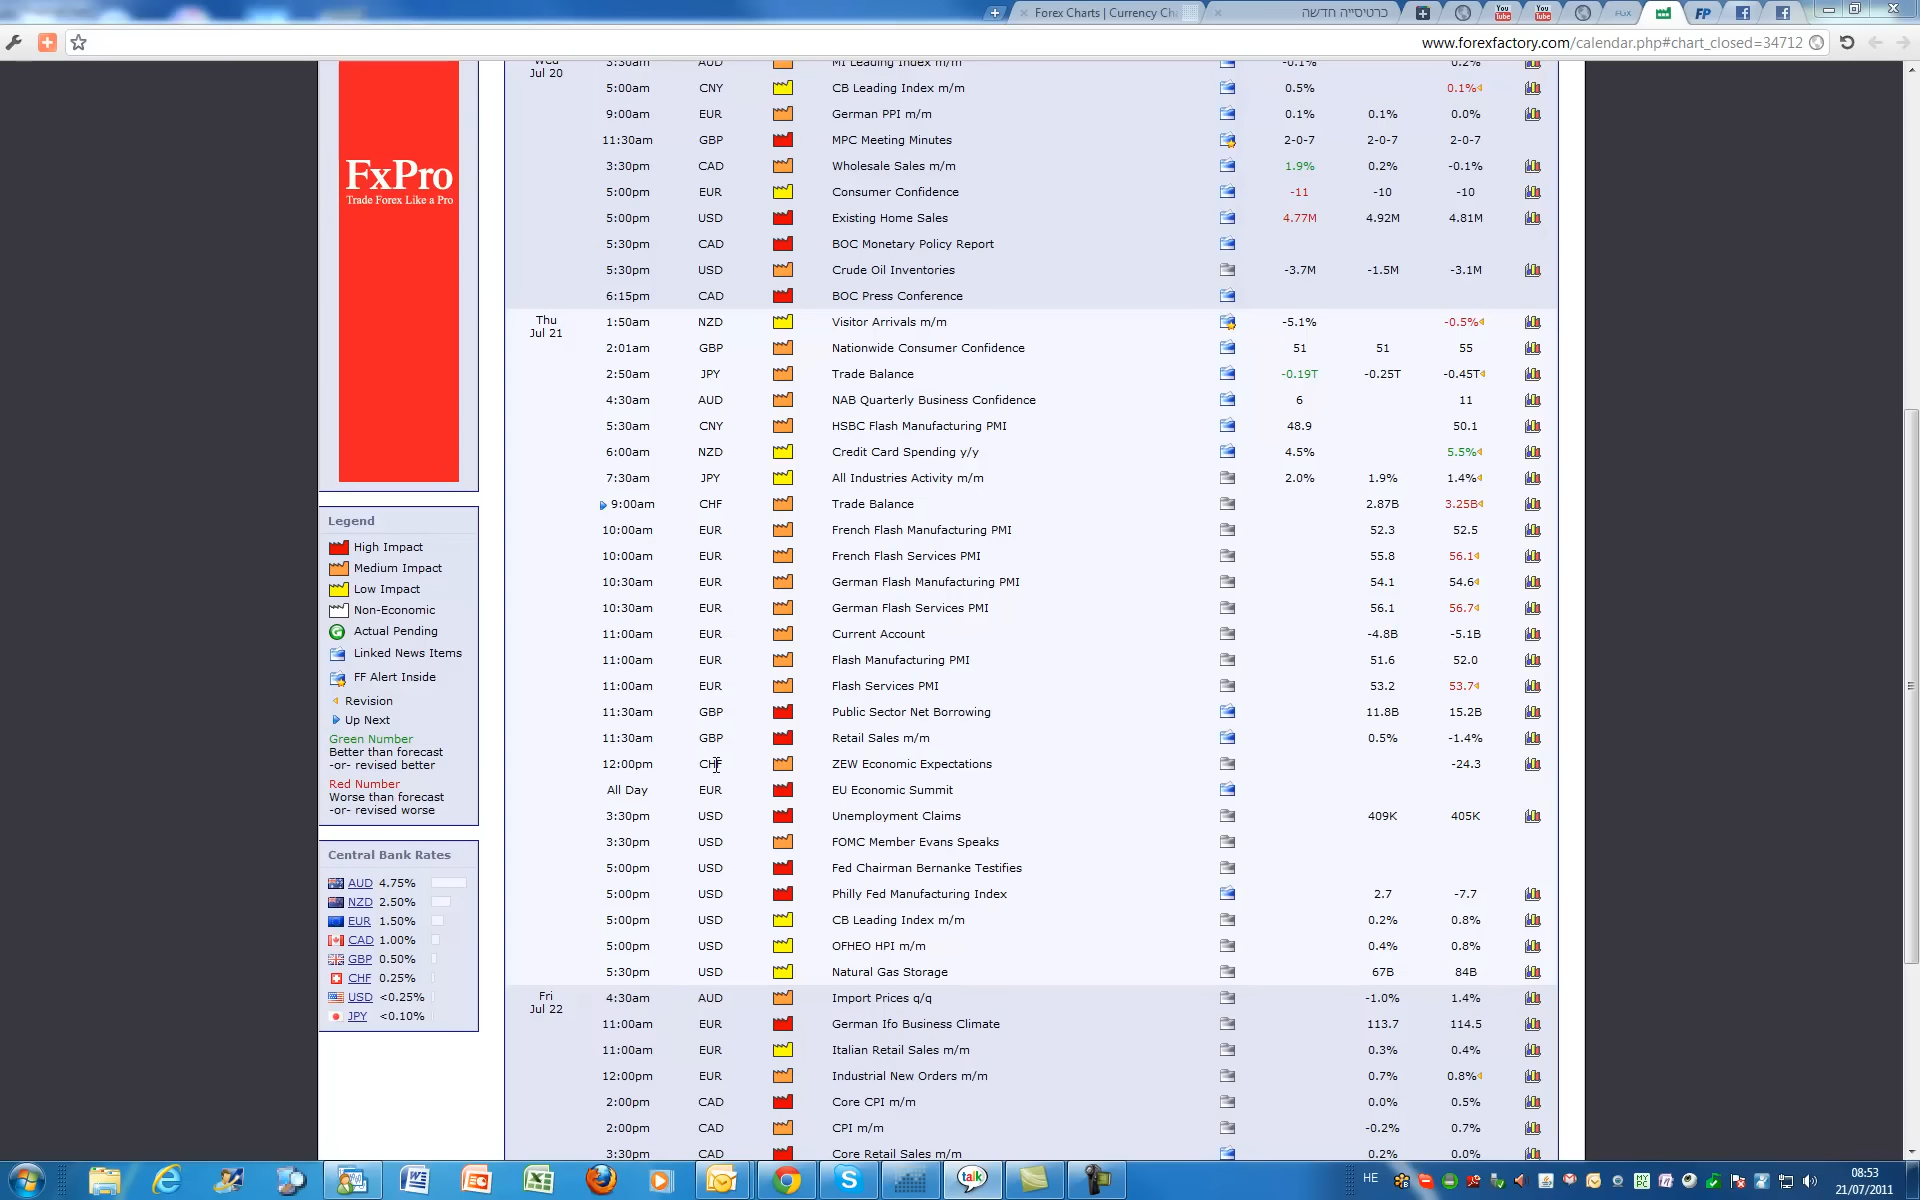 Forex Charts | Currency Ch
כרטיסייה חדשה
www.forexfactory.com/calendar.php#chart_closed=34712
FxPro
Trade Forex Like a Pro
Wed Jul 20 3:30am AUD MI Leading Index m/m -0.1% 0.2%
5:00am CNY CB Leading Index m/m 0.5% 0.1%
9:00am EUR German PPI m/m 0.1% 0.1% 0.0%
11:30am GBP MPC Meeting Minutes 2-0-7 2-0-7 2-0-7
3:30pm CAD Wholesale Sales m/m 1.9% 0.2% -0.1%
5:00pm EUR Consumer Confidence -11 -10 -10
5:00pm USD Existing Home Sales 4.77M 4.92M 4.81M
5:30pm CAD BOC Monetary Policy Report
5:30pm USD Crude Oil Inventories -3.7M -1.5M -3.1M
6:15pm CAD BOC Press Conference
Thu Jul 21 1:50am NZD Visitor Arrivals m/m -5.1% -0.5%
2:01am GBP Nationwide Consumer Confidence 51 51 55
2:50am JPY Trade Balance -0.19T -0.25T -0.45T
4:30am AUD NAB Quarterly Business Confidence 6 11
5:30am CNY HSBC Flash Manufacturing PMI 48.9 50.1
6:00am NZD Credit Card Spending y/y 4.5% 5.5%
7:30am JPY All Industries Activity m/m 2.0% 1.9% 1.4%
9:00am CHF Trade Balance 2.87B 3.25B
10:00am EUR French Flash Manufacturing PMI 52.3 52.5
10:00am EUR French Flash Services PMI 55.8 56.1
10:30am EUR German Flash Manufacturing PMI 54.1 54.6
10:30am EUR German Flash Services PMI 56.1 56.7
11:00am EUR Current Account -4.8B -5.1B
11:00am EUR Flash Manufacturing PMI 51.6 52.0
11:00am EUR Flash Services PMI 53.2 53.7
11:30am GBP Public Sector Net Borrowing 11.8B 15.2B
11:30am GBP Retail Sales m/m 0.5% -1.4%
12:00pm CHF ZEW Economic Expectations -24.3
All Day EUR EU Economic Summit
3:30pm USD Unemployment Claims 409K 405K
3:30pm USD FOMC Member Evans Speaks
5:00pm USD Fed Chairman Bernanke Testifies
5:00pm USD Philly Fed Manufacturing Index 2.7 -7.7
5:00pm USD CB Leading Index m/m 0.2% 0.8%
5:00pm USD OFHEO HPI m/m 0.4% 0.8%
5:30pm USD Natural Gas Storage 67B 84B
Fri Jul 22 4:30am AUD Import Prices q/q -1.0% 1.4%
11:00am EUR German Ifo Business Climate 113.7 114.5
11:00am EUR Italian Retail Sales m/m 0.3% 0.4%
12:00pm EUR Industrial New Orders m/m 0.7% 0.8%
2:00pm CAD Core CPI m/m 0.0% 0.5%
2:00pm CAD CPI m/m -0.2% 0.7%
3:30pm CAD Core Retail Sales m/m 0.2% 0.0%
Legend
High Impact
Medium Impact
Low Impact
Non-Economic
Actual Pending
Linked News Items
FF Alert Inside
Revision
Up Next
Green Number
Better than forecast
-or- revised better
Red Number
Worse than forecast
-or- revised worse
Central Bank Rates
AUD 4.75%
NZD 2.50%
EUR 1.50%
CAD 1.00%
GBP 0.50%
CHF 0.25%
USD <0.25%
JPY <0.10%
talk
HE
08:53
21/07/2011